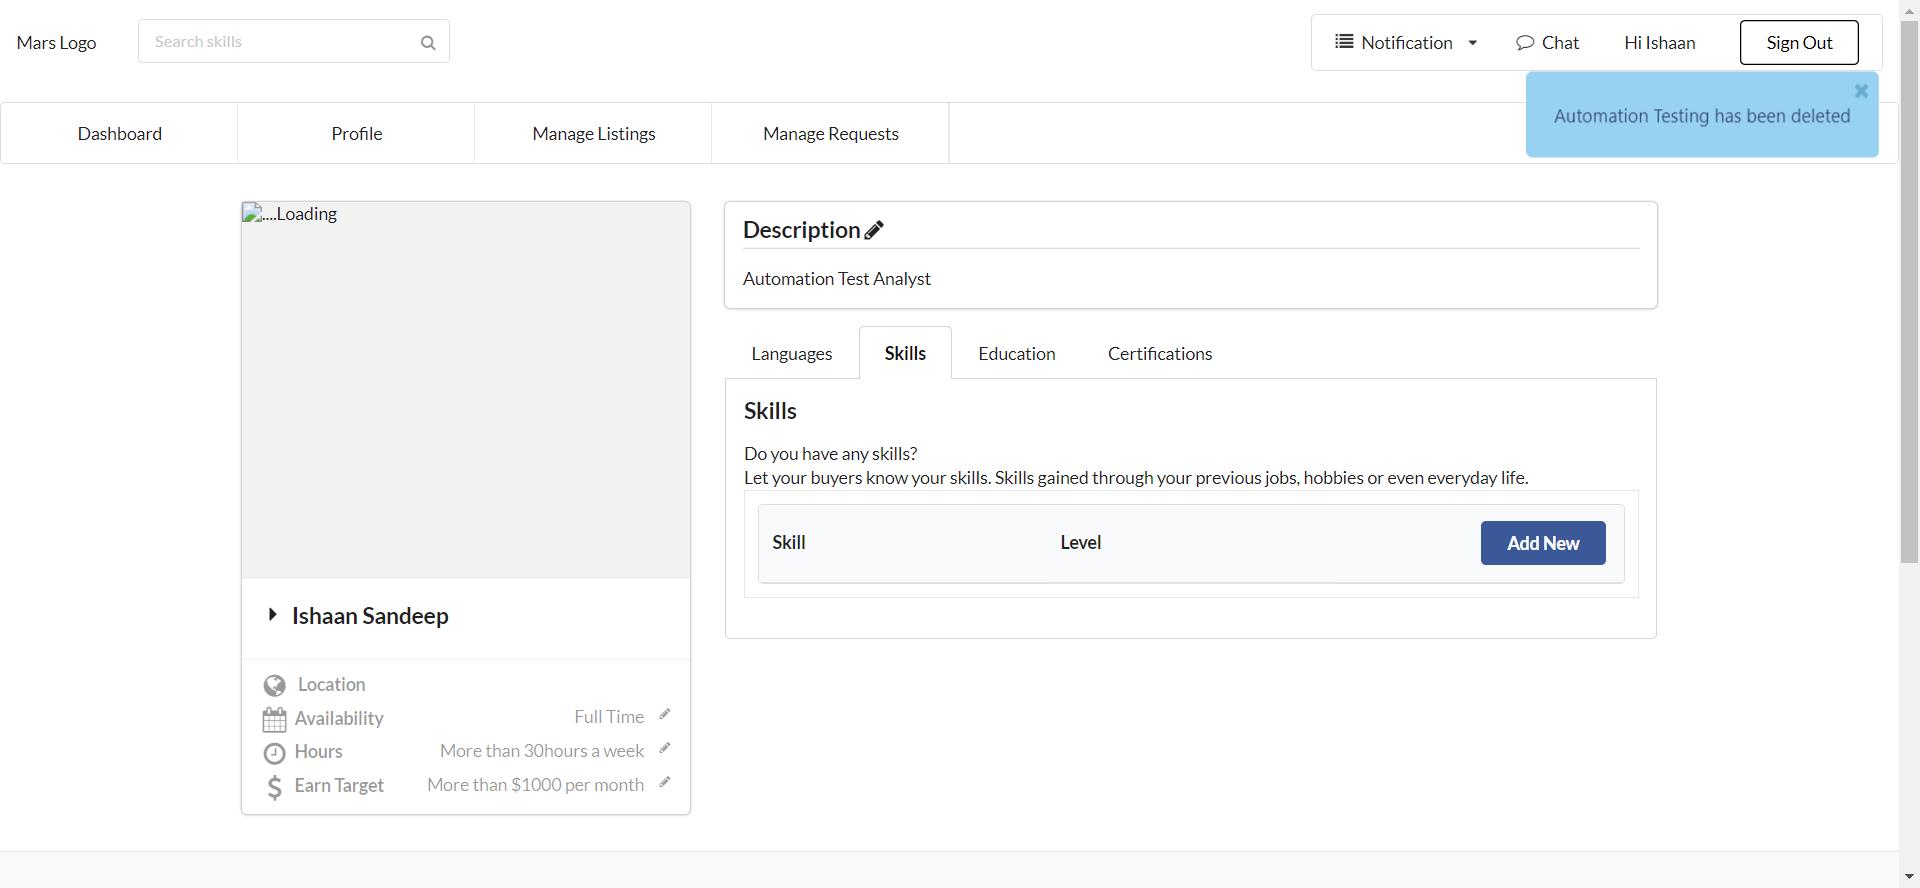 Mars Logo
Search skills
Notification
Chat
Hi Ishaan
Sign Out
Automation Testing has been deleted
Dashboard
Profile
Manage Listings
Manage Requests
....Loading
Ishaan Sandeep
Location
Availability
Full Time
Hours
More than 30hours a week
Earn Target
More than $1000 per month
Description
Automation Test Analyst
Languages
Skills
Education
Certifications
Skills
Do you have any skills?
Let your buyers know your skills. Skills gained through your previous jobs, hobbies or even everyday life.
Skill
Level
Add New